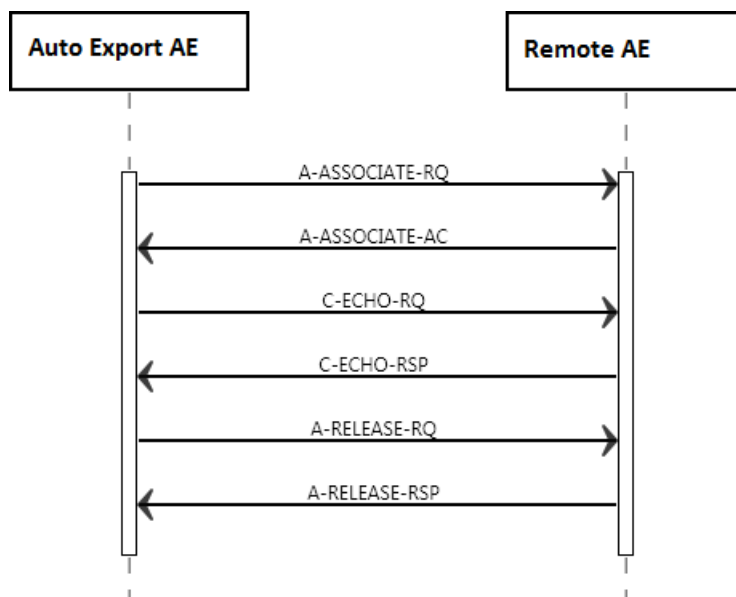 Auto Export AE
Remote AE
A-ASSOCIATE-RQ
A-ASSOCIATE-AC
C-ECHO-RQ
C-ECHO-RSP
A-RELEASE-RQ
A-RELEASE-RSP